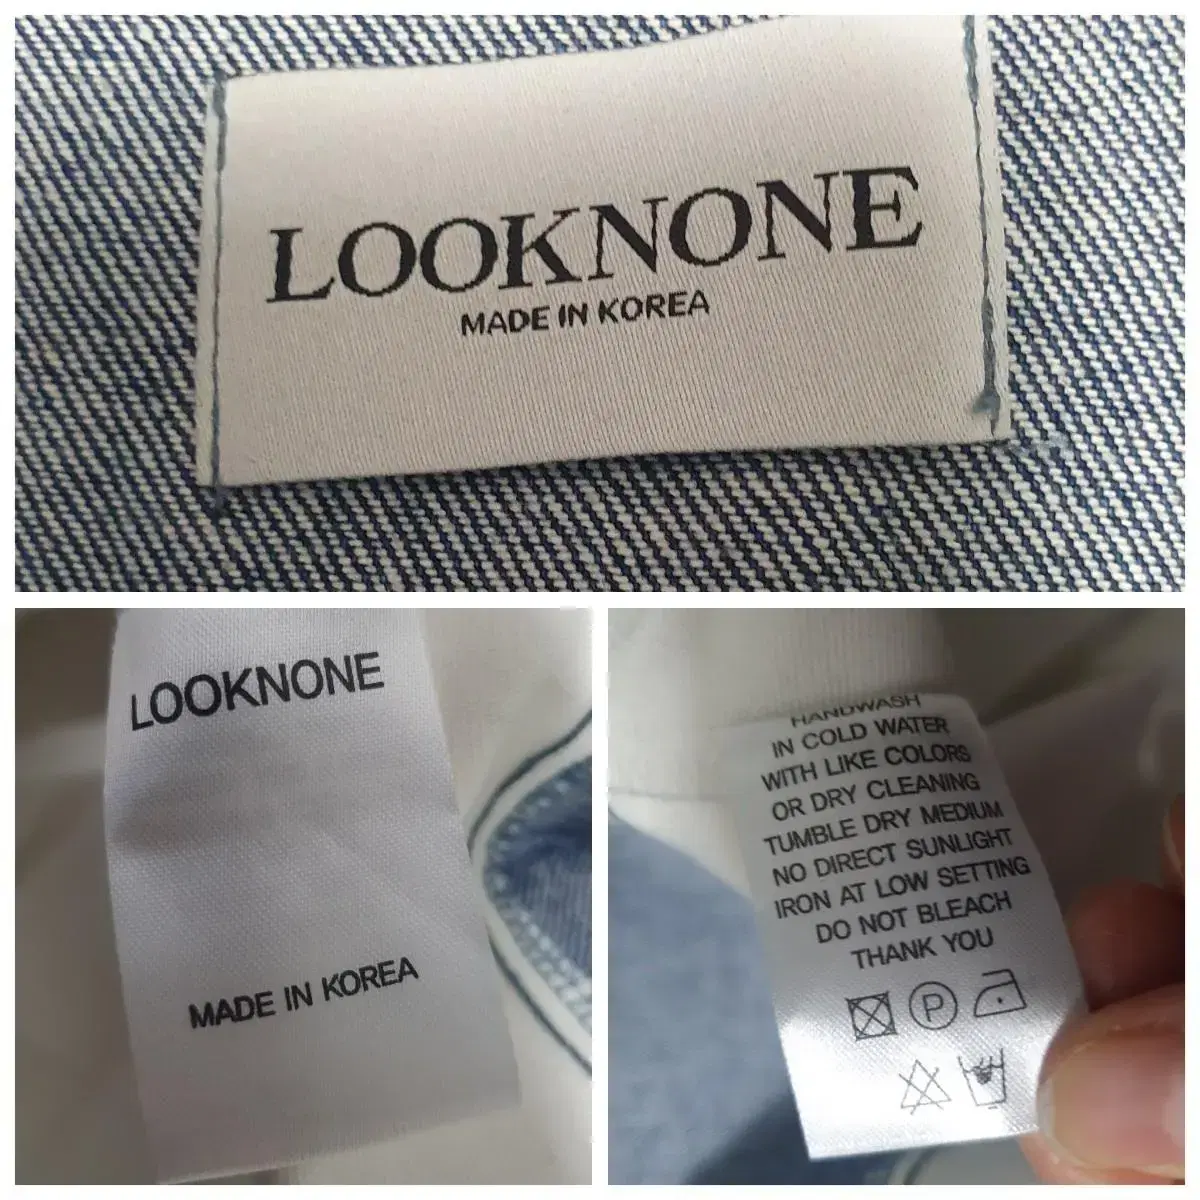 LOOKNONE
MADE IN KOREA
LOOKNONE
MADE IN KOREA
HANDWASH
IN COLD WATER
WITH LIKE COLORS
OR DRY CLEANING
TUMBLE DRY MEDIUM
NO DIRECT SUNLIGHT
IRON AT LOW SETTING
DO NOT BLEACH
THANK YOU
P